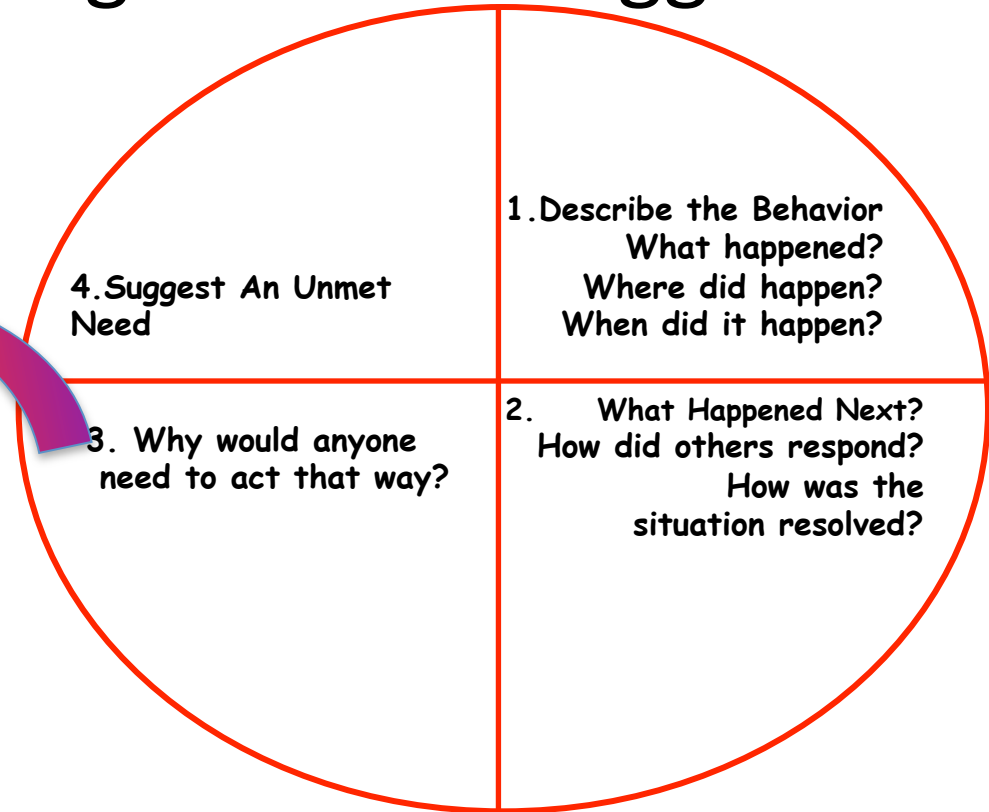 1.Describe the Behavior
What happened?
Where did happen?
When did it happen?
2. What Happened Next?
How did others respond?
How was the
situation resolved?
3. Why would anyone
need to act that way?
4.Suggest An Unmet
Need